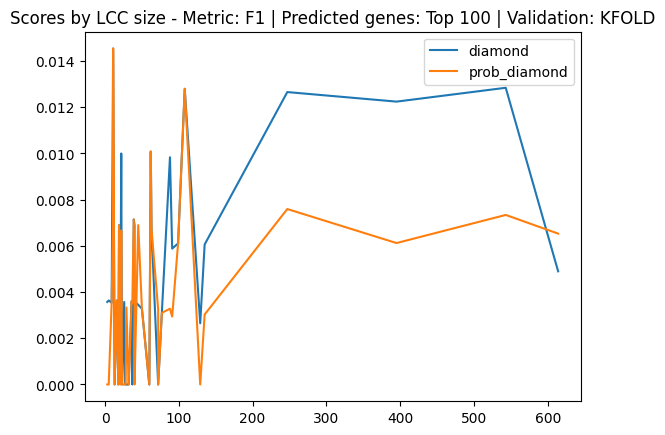 Scores by LCC size - Metric: F1 | Predicted genes: Top 100 | Validation: KFOLD
diamond
prob_diamond
0.014
0.012
0.010
0.008
0.006
0.004
0.002
0.000
0 100 200 300 400 500 600